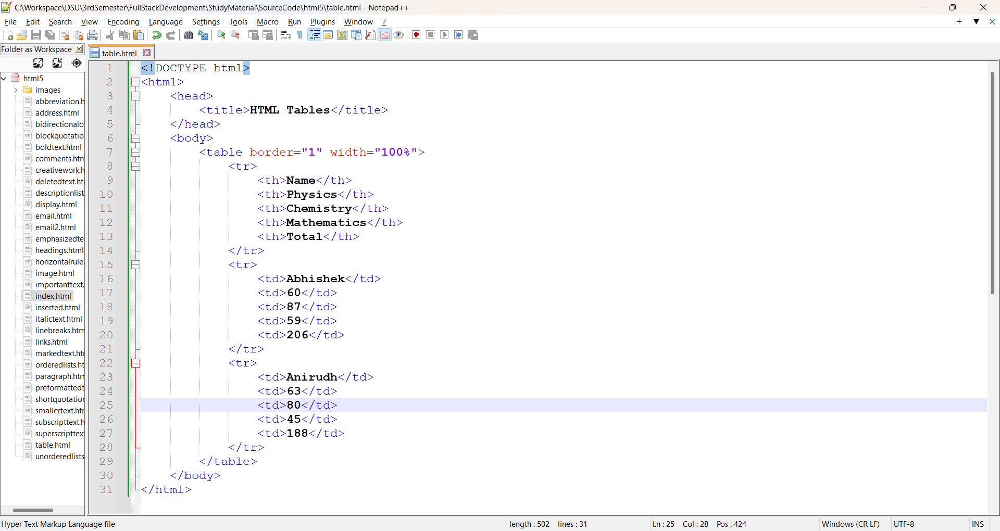 C:\Workspace\DSU\3rdSemester\FullStackDevelopment\StudyMaterial\SourceCode\html5\table.html - Notepad++
File Edit Search View Encoding Language Settings Tools Macro Run Plugins Window ?
Folder as Workspace
table.html
html5
images
abbreviation.h
address.html
bidirectionalo
blockquotatio
boldtext.html
comments.htm
creativework.h
deletedtext.ht
descriptionlist
display.html
email.html
email2.html
emphasizedte
headings.html
horizontalrule.
image.html
importanttext.
index.html
inserted.html
italictext.html
linebreaks.htm
links.html
markedtext.ht
orderedlists.ht
paragraph.htm
preformattedt
shortquotation
smallertext.htm
subscripttext.h
superscripttext
table.html
unorderedlists
1 <!DOCTYPE html>
2 <html>
3 <head>
4 <title>HTML Tables</title>
5 </head>
6 <body>
7 <table border="1" width="100%">
8 <tr>
9 <th>Name</th>
10 <th>Physics</th>
11 <th>Chemistry</th>
12 <th>Mathematics</th>
13 <th>Total</th>
14 </tr>
15 <tr>
16 <td>Abhishek</td>
17 <td>60</td>
18 <td>87</td>
19 <td>59</td>
20 <td>206</td>
21 </tr>
22 <tr>
23 <td>Anirudh</td>
24 <td>63</td>
25 <td>80</td>
26 <td>45</td>
27 <td>188</td>
28 </tr>
29 </table>
30 </body>
31 </html>
Hyper Text Markup Language file length : 502 lines : 31 Ln : 25 Col : 28 Pos : 424 Windows (CR LF) UTF-8 INS